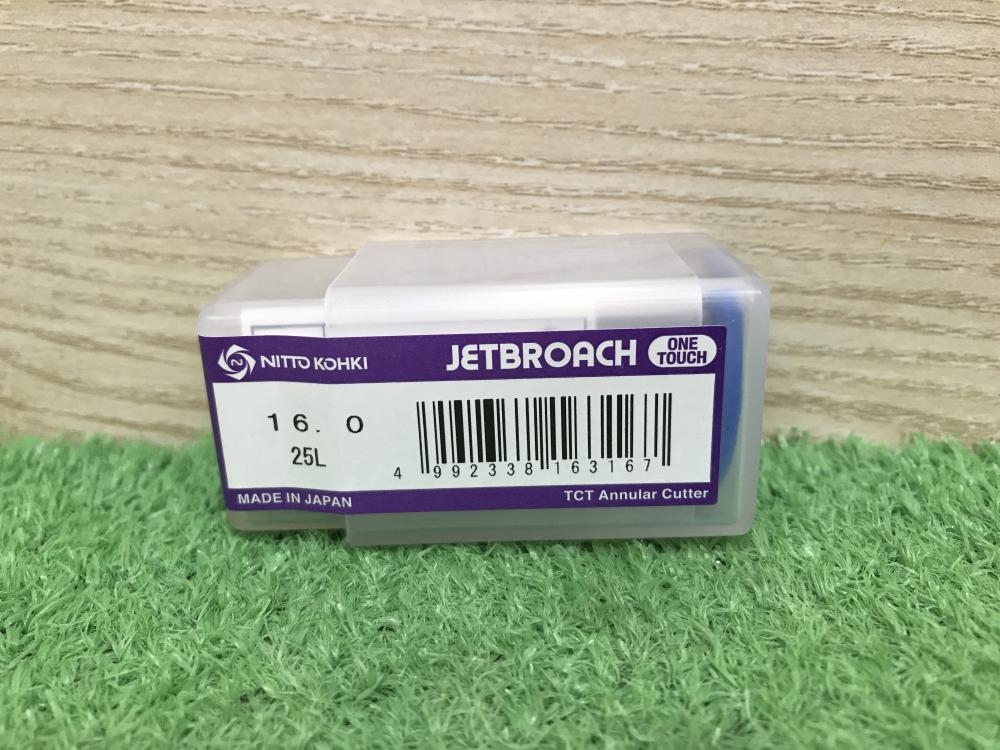 NITTO KOHKI JETBROACH ONE TOUCH
16.0
25L
4 992338 163167
MADE IN JAPAN TCT Annular Cutter